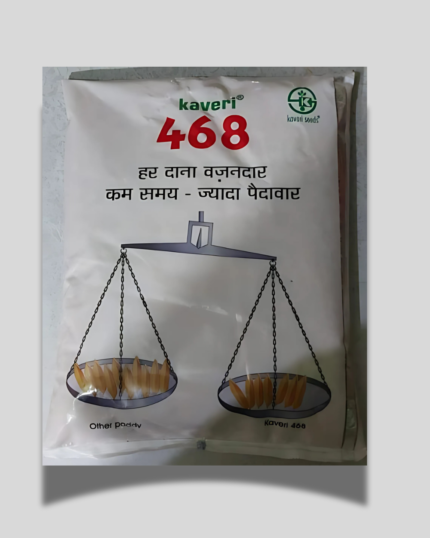 kaveri®
468
kaveri seeds®
हर दाना वज़नदार
कम समय - ज्यादा पैदावार
Other paddy
Kaveri 468